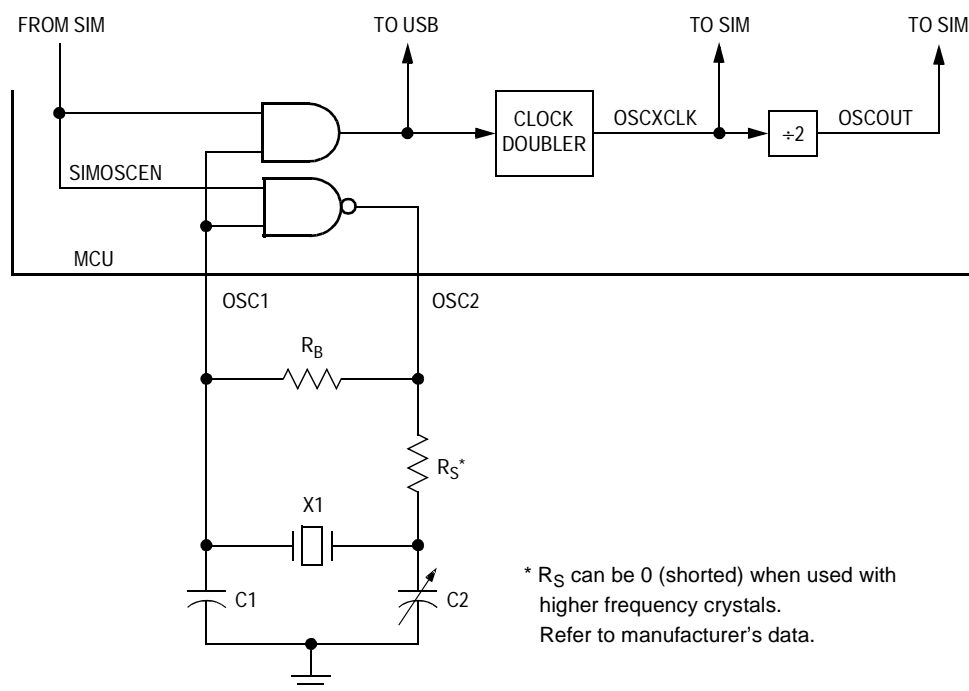 FROM SIM
TO USB
TO SIM
TO SIM
CLOCK
DOUBLER
OSCXCLK
÷2
OSCOUT
SIMOSCEN
MCU
OSC1
OSC2
RB
RS*
X1
C1
C2
* RS can be 0 (shorted) when used with
higher frequency crystals.
Refer to manufacturer's data.